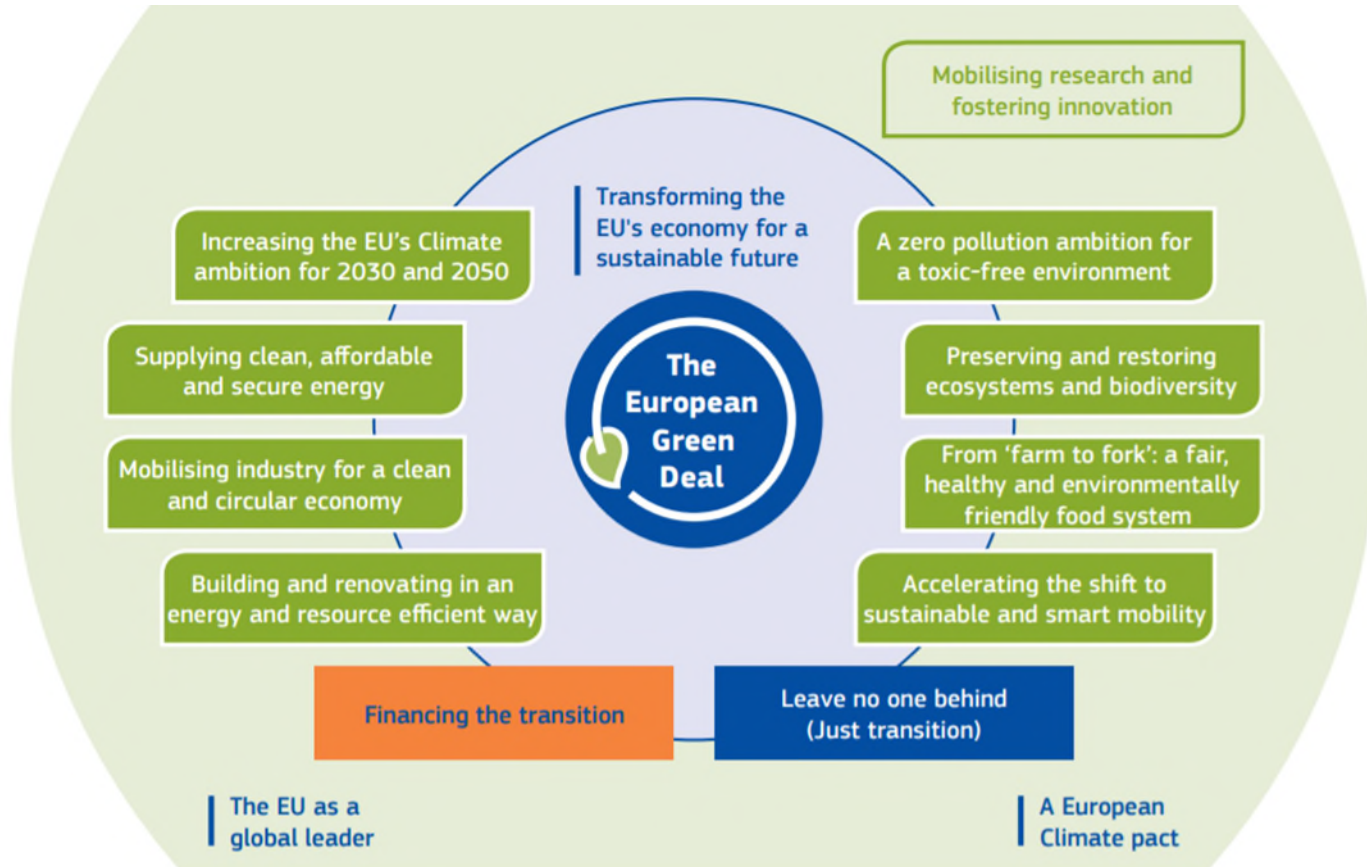 Mobilising research and
fostering innovation
Transforming the
EU's economy for a
sustainable future
Increasing the EU’s Climate
ambition for 2030 and 2050
Supplying clean, affordable
and secure energy
Mobilising industry for a clean
and circular economy
Building and renovating in an
energy and resource efficient way
The
European
Green
Deal
A zero pollution ambition for
a toxic-free environment
Preserving and restoring
ecosystems and biodiversity
From ‘farm to fork’: a fair,
healthy and environmentally
friendly food system
Accelerating the shift to
sustainable and smart mobility
Financing the transition
Leave no one behind
(Just transition)
The EU as a
global leader
A European
Climate pact